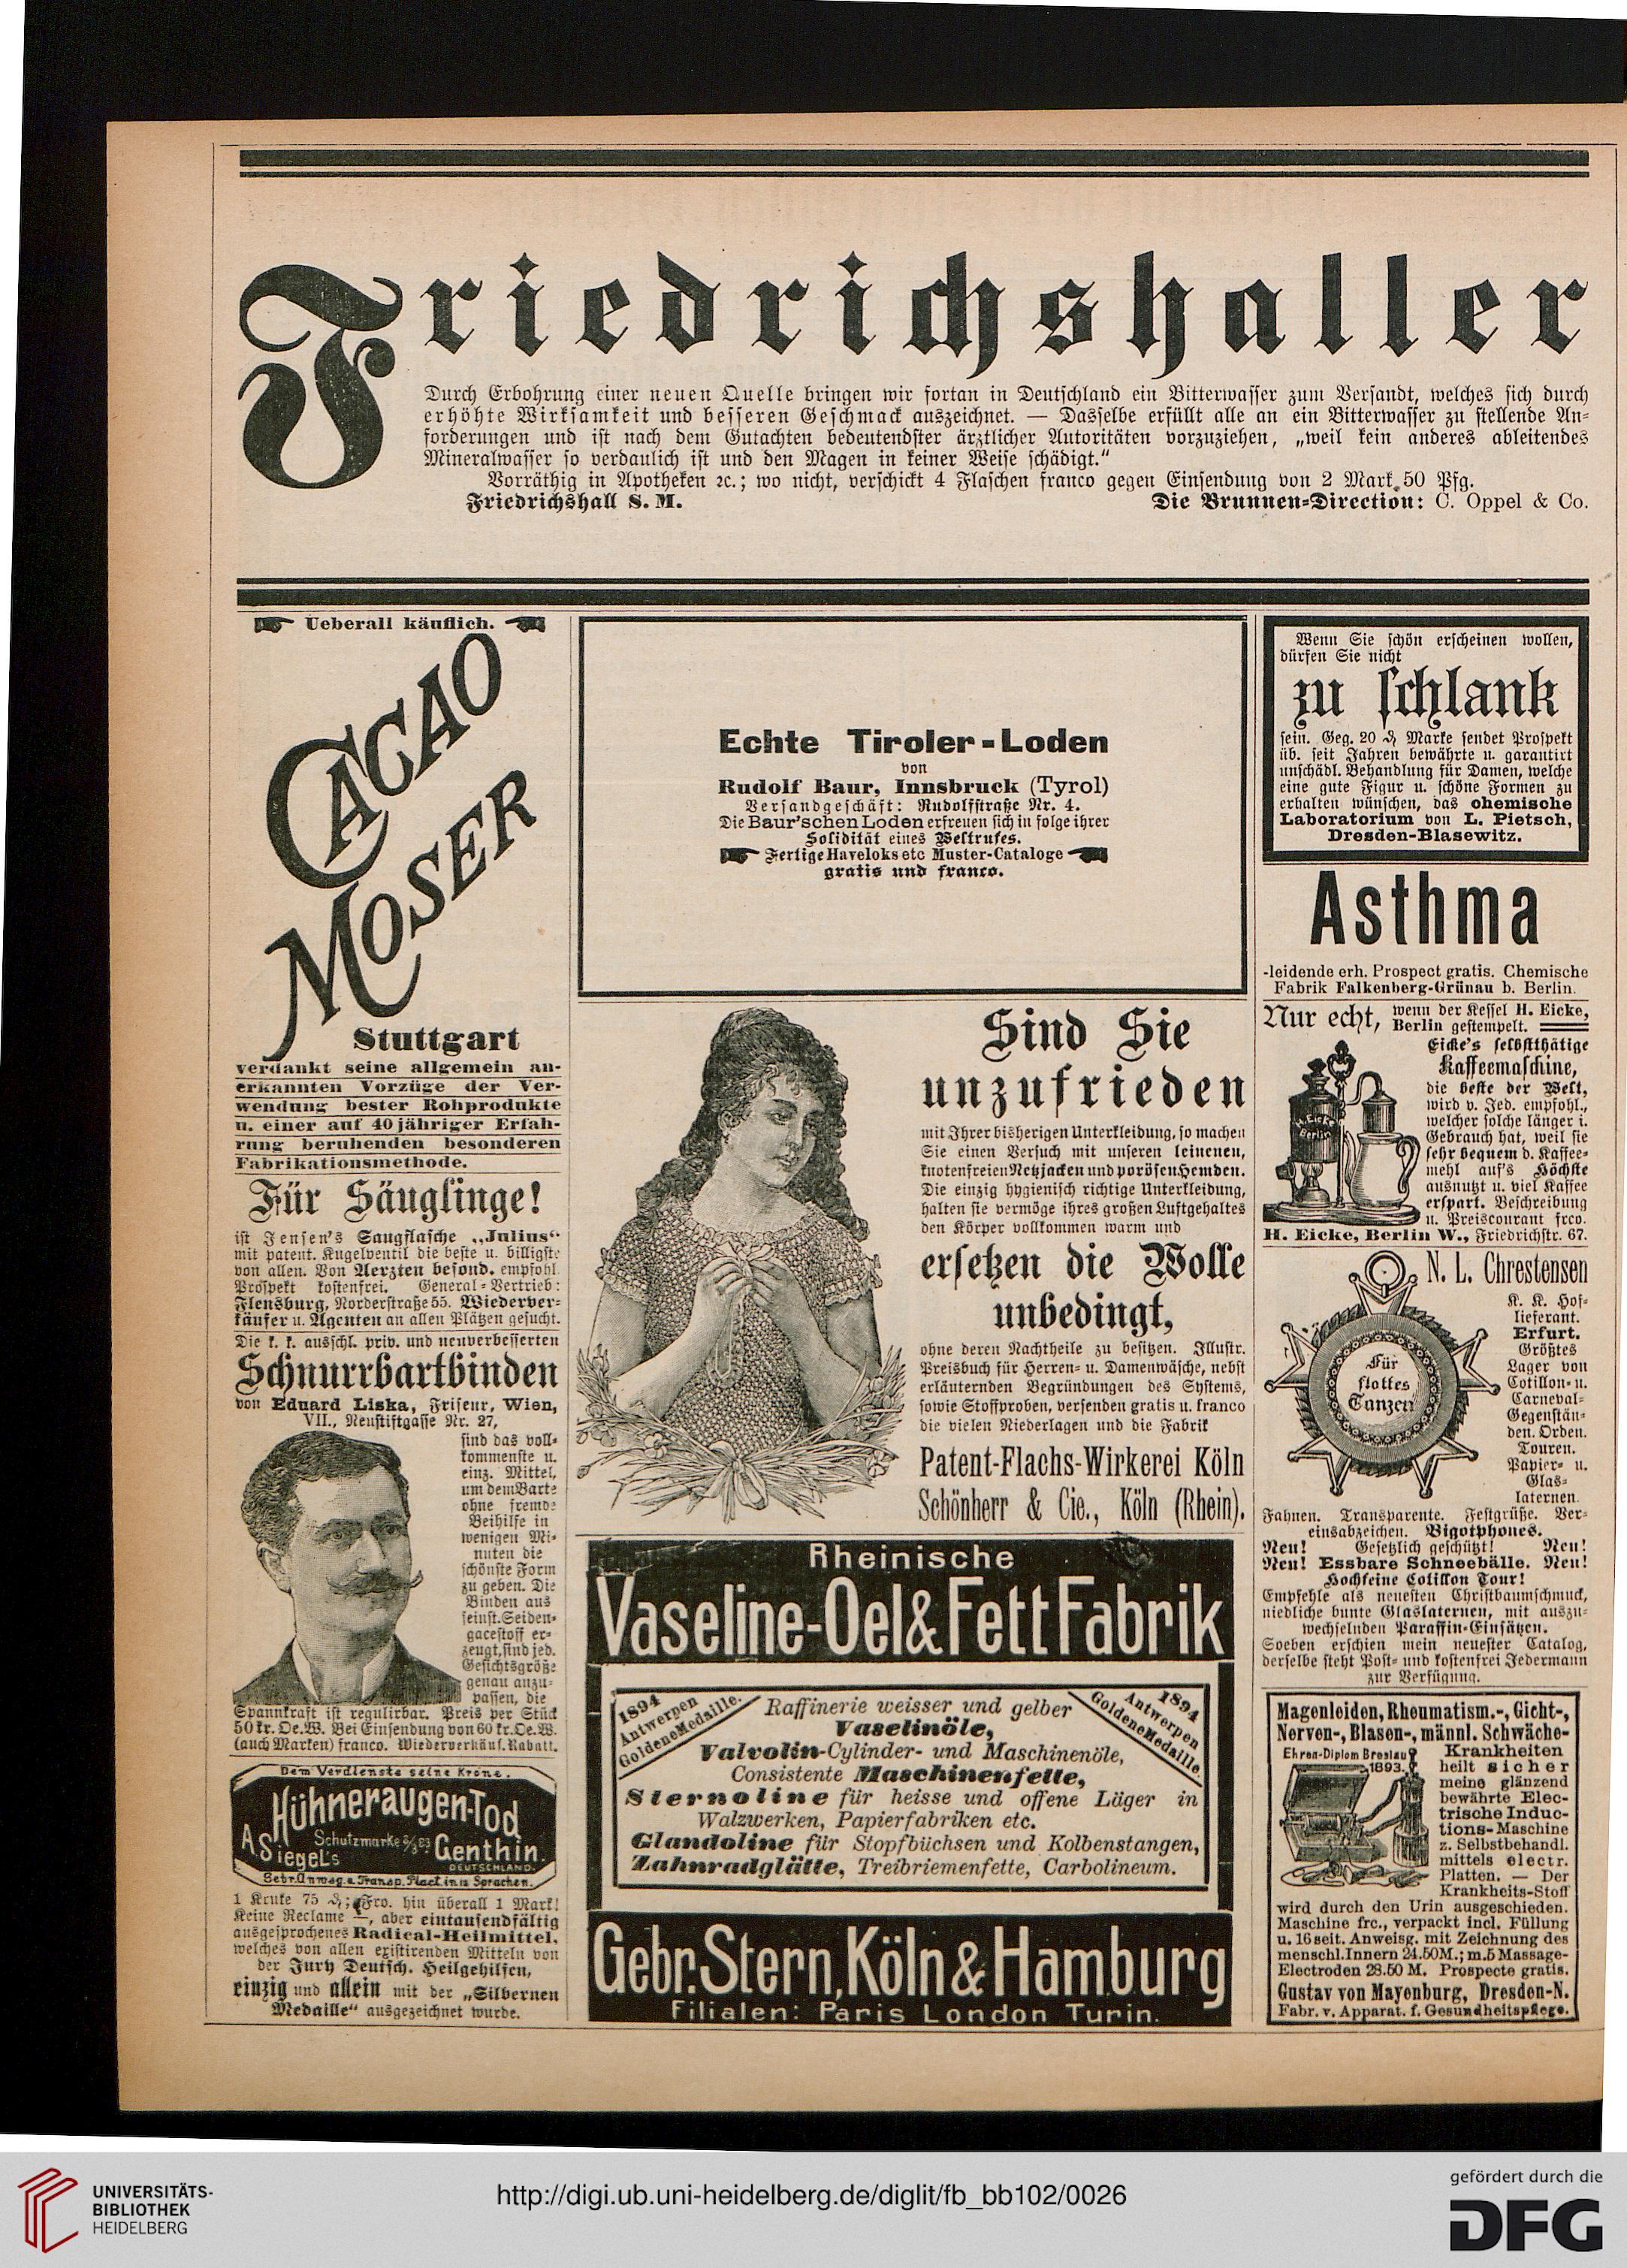 Friedrichshaller
Durch Erbohrung einer neuen Quelle bringen wir fortan in Deutschland ein Bitterwasser zum Versandt, welches sich durch
erhöhte Wirksamkeit und besseren Geschmack auszeichnet. — Dasselbe erfüllt alle an ein Bitterwasser zu stellende An-
forderungen und ist nach dem Gutachten bedeutendster ärztlicher Autoritäten vorzuziehen, „weil kein anderes ableitendes
Mineralwasser so verdaulich ist und den Magen in keiner Weise schädigt.“
Vorräthig in Apotheken ꝛc.; wo nicht, verschickt 4 Flaschen franco gegen Einsendung von 2 Mark 50 Pfg.
Friedrichshall S. M. Die Brunnen-Direction: C. Oppel & Co.
Ueberall käuflich.
CACAO
MOSER
Stuttgart
verdankt seine allgemein an-
erkannten Vorzüge der Ver-
wendung bester Rohprodukte
u. einer auf 40jähriger Erfah-
rung beruhenden besonderen
Fabrikationsmethode.
Für Säuglinge!
ist Jensen's Saugflasche „Julius“
mit patent. Kugelventil die beste u. billigste
von allen. Von Aerzten besond. empfohl.
Prospekt kostenfrei. General-Vertrieb:
Flensburg, Norderstraße 55. Wiederver-
käufer u. Agenten an allen Plätzen gesucht.
Die k. k. ausschl. priv. und neuverbesserten
Schnurrbartbinden
von Eduard Liska, Friseur, Wien,
VII., Neustiftgasse Nr. 27,
sind das voll-
kommenste u.
einz. Mittel,
um dem Barte
ohne fremde
Beihilfe in
wenigen Mi-
nuten die
schönste Form
zu geben. Die
Binden aus
feinst. Seiden-
gacestoff er-
zeugt, sind jed.
Gesichtsgröße
genau anzu-
passen, die
Spannkraft ist regulirbar. Preis per Stück
50 kr. Oe. W. Bei Einsendung von 60 kr. Oe. W.
(auch Marken) franco. Wiederverkäuf. Rabatt.
Dem Verdienste seine Krone.
Hühneraugen-Tod
A. Siegel's Schutzmarke Genthin.
DEUTSCHLAND.
Gebr. Anwsg. a. Transp. Placat. in 12 Sprachen.
1 Kruke 75 ₰; Fro. hin überall 1 Mark!
Keine Reclame —, aber eintausendfältig
ausgesprochenes Radical-Heilmittel,
welches von allen existirenden Mitteln von
der Jury Deutsch. Heilgehilfen,
einzig und allein mit der „Silbernen
Medaille“ ausgezeichnet wurde.
Echte Tiroler-Loden
von
Rudolf Baur, Innsbruck (Tyrol)
Versandgeschäft: Rudolfstraße Nr. 4.
Die Baur'schen Loden erfreuen sich in folge ihrer
Solidität eines Weltrufes.
Fertige Haveloks etc Muster-Cataloge
gratis und franco.
Sind Sie
unzufrieden
mit Ihrer bisherigen Unterkleidung, so machen
Sie einen Versuch mit unseren leinenen,
knotenfreien Netzjacken und porösen Hemden.
Die einzig hygienisch richtige Unterkleidung,
halten sie vermöge ihres großen Luftgehaltes
den Körper vollkommen warm und
ersetzen die Wolle
unbedingt,
ohne deren Nachtheile zu besitzen. Illustr.
Preisbuch für Herren- u. Damenwäsche, nebst
erläuternden Begründungen des Systems,
sowie Stoffproben, versenden gratis u. franco
die vielen Niederlagen und die Fabrik
Patent-Flachs-Wirkerei Köln
Schönherr & Cie., Köln (Rhein).
Rheinische
Vaseline-Oel & Fett Fabrik
1894
Antwerpen
Goldene Medaille.
Raffinerie weisser und gelber
Vaselinöle,
1894
Antwerpen
Goldene Medaille.
Valvolin-Cylinder- und Maschinenöle,
Consistente Maschinenfette,
Sternoline für heisse und offene Läger in
Walzwerken, Papierfabriken etc.
Glandoline für Stopfbüchsen und Kolbenstangen,
Zahnradglätte, Treibriemenfette, Carbolineum.
Gebr. Stern, Köln & Hamburg
Filialen: Paris London Turin.
Wenn Sie schön erscheinen wollen,
dürfen Sie nicht
zu schlank
sein. Geg. 20 ₰ Marke sendet Prospekt
üb. seit Jahren bewährte u. garantirt
unschädl. Behandlung für Damen, welche
eine gute Figur u. schöne Formen zu
erhalten wünschen, das chemische
Laboratorium von L. Pietsch,
Dresden-Blasewitz.
Asthma
-leidende erh. Prospect gratis. Chemische
Fabrik Falkenberg-Grünau b. Berlin.
Nur echt, wenn der Kessel H. Eicke,
Berlin gestempelt.
Eicke's selbstthätige
Kaffeemaschine,
die beste der Welt,
wird v. Jed. empfohl.,
welcher solche länger i.
Gebrauch hat, weil sie
sehr bequem d. Kaffee-
mehl auf's Höchste
ausnutzt u. viel Kaffee
erspart. Beschreibung
u. Preiscourant frco.
H. Eicke
Berlin
H. Eicke, Berlin W., Friedrichstr. 67.
N. L. Chrestensen
K. K. Hof-
lieferant.
Erfurt.
Größtes
Lager von
Cotillon- u.
Carneval-
Gegenstän-
den. Orden.
Touren.
Papier- u.
Glas-
laternen.
Für
flottes
Tanzen
Fahnen. Transparente. Festgrüße. Ver-
einsabzeichen. Bigotphones.
Neu! Gesetzlich geschützt! Neu!
Neu! Essbare Schneebälle. Neu!
Hochfeine Cotillon Tour!
Empfehle als neuesten Christbaumschmuck,
niedliche bunte Glaslaternen, mit auszu-
wechselnden Paraffin-Einsätzen.
Soeben erschien mein neuester Catalog,
derselbe steht Post- und kostenfrei Jedermann
zur Verfügung.
Magenleiden, Rheumatism.-, Gicht-,
Nerven-, Blasen-, männl. Schwäche-
Ehren-Diplom Breslau
1893.
Krankheiten
heilt sicher
meine glänzend
bewährte Elec-
trische Induc-
tions-Maschine
z. Selbstbehandl.
mittels electr.
Platten. — Der
Krankheits-Stoff
wird durch den Urin ausgeschieden.
Maschine frc., verpackt incl. Füllung
u. 16 seit. Anweisg. mit Zeichnung des
menschl. Innern 24.50 M.; m. 5 Massage-
Electroden 28.50 M. Prospecte gratis.
Gustav von Mayenburg, Dresden-N.
Fabr. v. Apparat. f. Gesundheitspflege.
UNIVERSITÄTS-
BIBLIOTHEK
HEIDELBERG
http://digi.ub.uni-heidelberg.de/diglit/fb_bb102/0026
gefördert durch die
DFG